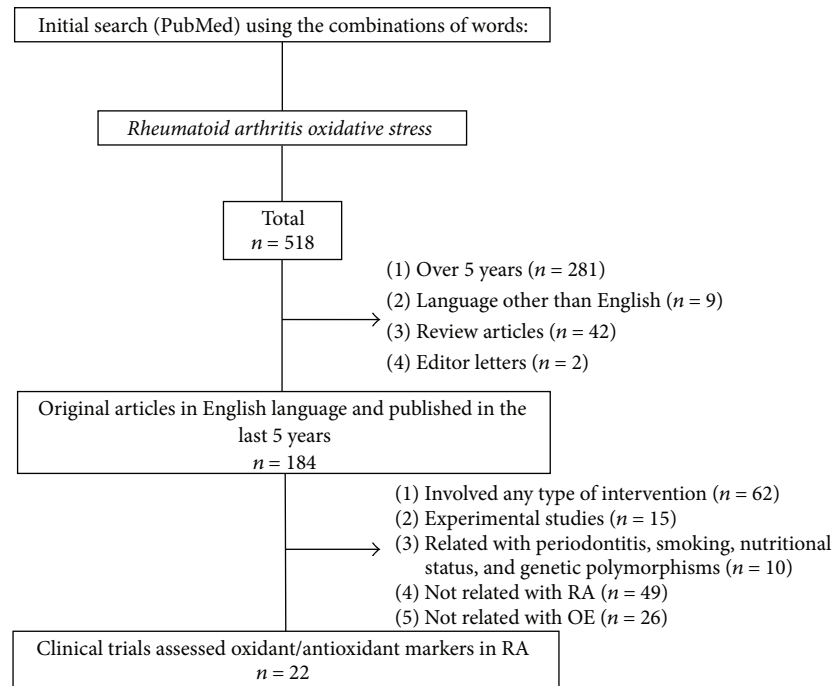 Initial search (PubMed) using the combinations of words:
Rheumatoid arthritis oxidative stress
Total
n = 518
(1) Over 5 years (n = 281)
(2) Language other than English (n = 9)
(3) Review articles (n = 42)
(4) Editor letters (n = 2)
Original articles in English language and published in the
last 5 years
n = 184
(1) Involved any type of intervention (n = 62)
(2) Experimental studies (n = 15)
(3) Related with periodontitis, smoking, nutritional
status, and genetic polymorphisms (n = 10)
(4) Not related with RA (n = 49)
(5) Not related with OE (n = 26)
Clinical trials assessed oxidant/antioxidant markers in RA
n = 22